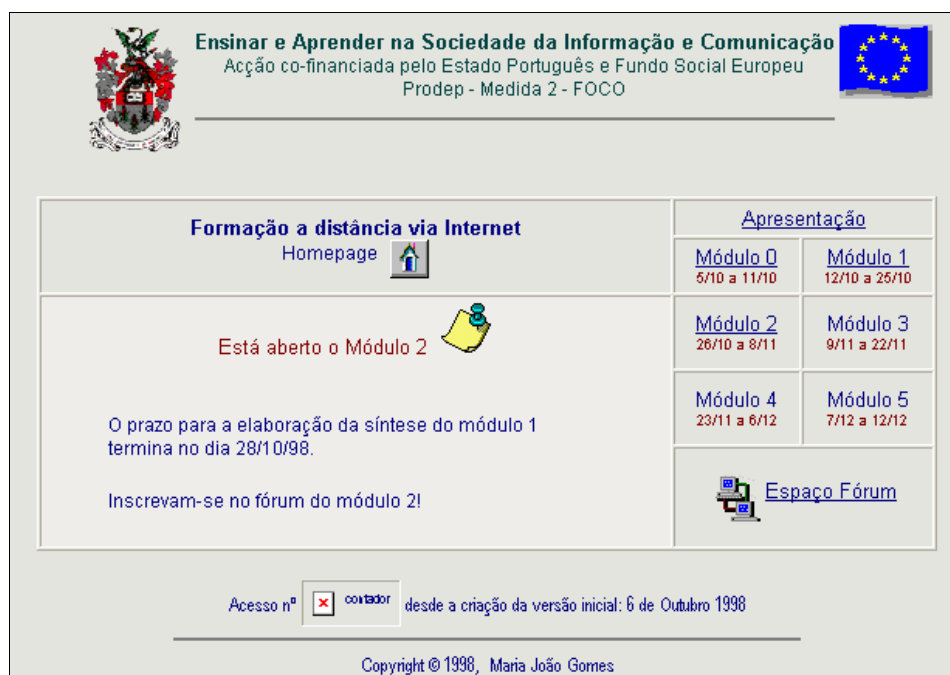 Ensinar e Aprender na Sociedade da Informação e Comunicação
Acção co-financiada pelo Estado Português e Fundo Social Europeu
Prodep - Medida 2 - FOCO
Formação a distância via Internet
Homepage
Apresentação
Módulo 0
5/10 a 11/10
Módulo 1
12/10 a 25/10
Está aberto o Módulo 2
O prazo para a elaboração da síntese do módulo 1
termina no dia 28/10/98.
Inscrevam-se no fórum do módulo 2!
Módulo 2
26/10 a 8/11
Módulo 3
9/11 a 22/11
Módulo 4
23/11 a 6/12
Módulo 5
7/12 a 12/12
Espaço Fórum
Acesso nº contador desde a criação da versão inicial: 6 de Outubro 1998
Copyright © 1998, Maria João Gomes